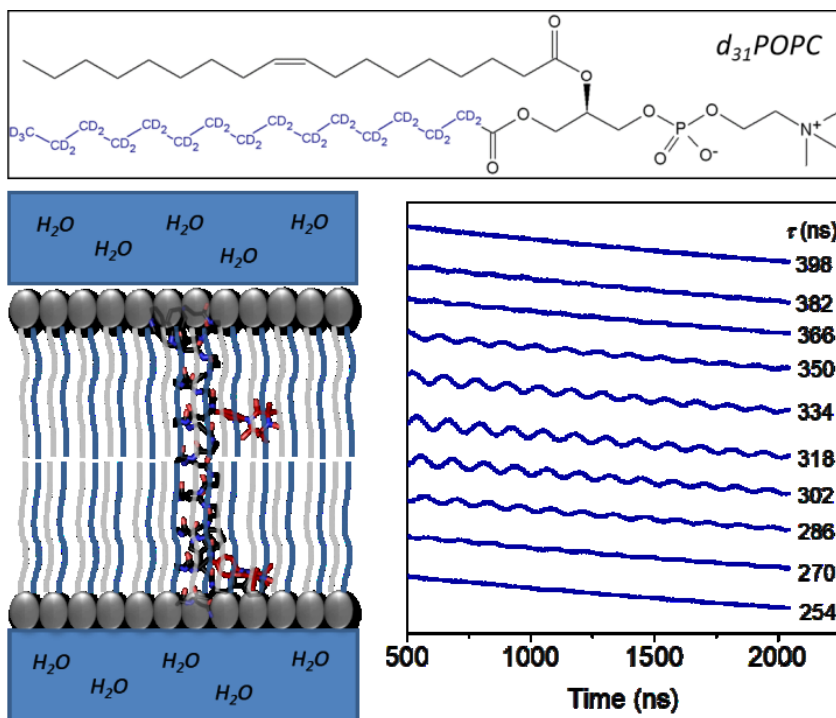 O
d31POPC
O
CD2 CD2 CD2 CD2 CD2 CD2 CD2
O
O
O
D3C
CD2 CD2 CD2 CD2 CD2 CD2 CD2
P
N+
O
O
O-
H2O H2O H2O
H2O H2O
H2O H2O H2O
H2O H2O
τ (ns)
398
382
366
350
334
318
302
286
270
254
500 1000 1500 2000
Time (ns)